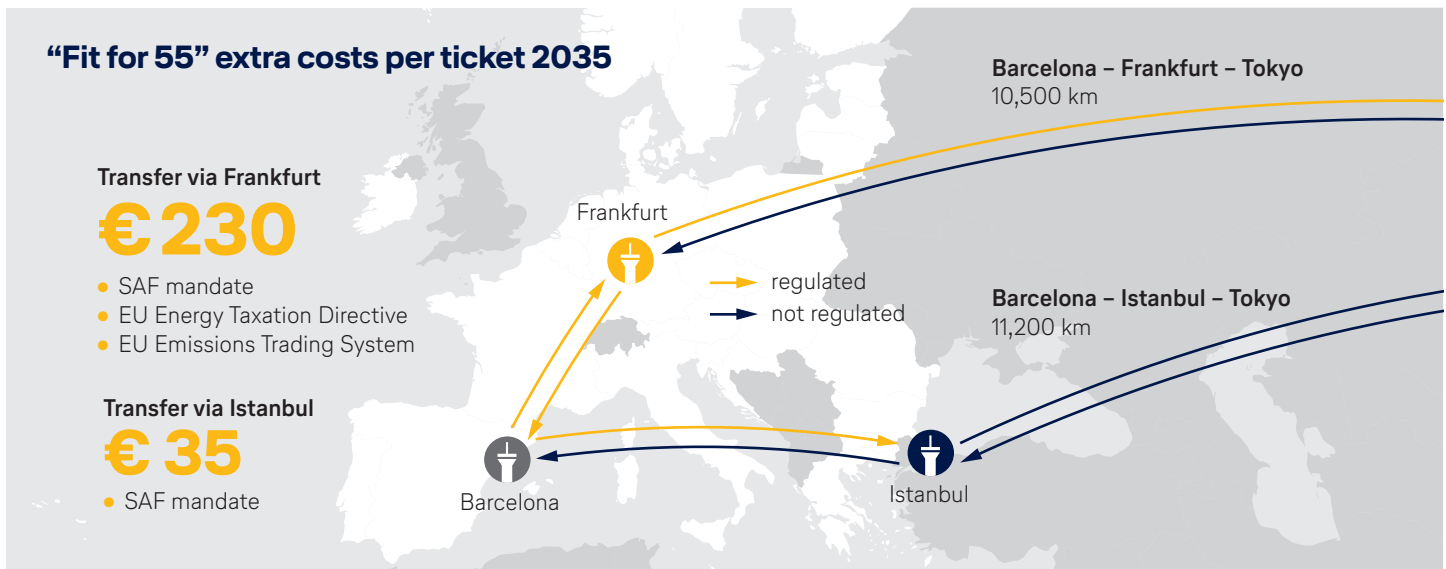 “Fit for 55” extra costs per ticket 2035
Transfer via Frankfurt
€ 230
• SAF mandate
• EU Energy Taxation Directive
• EU Emissions Trading System
Transfer via Istanbul
€ 35
• SAF mandate
Frankfurt
regulated
not regulated
Barcelona
Istanbul
Barcelona – Frankfurt – Tokyo
10,500 km
Barcelona – Istanbul – Tokyo
11,200 km